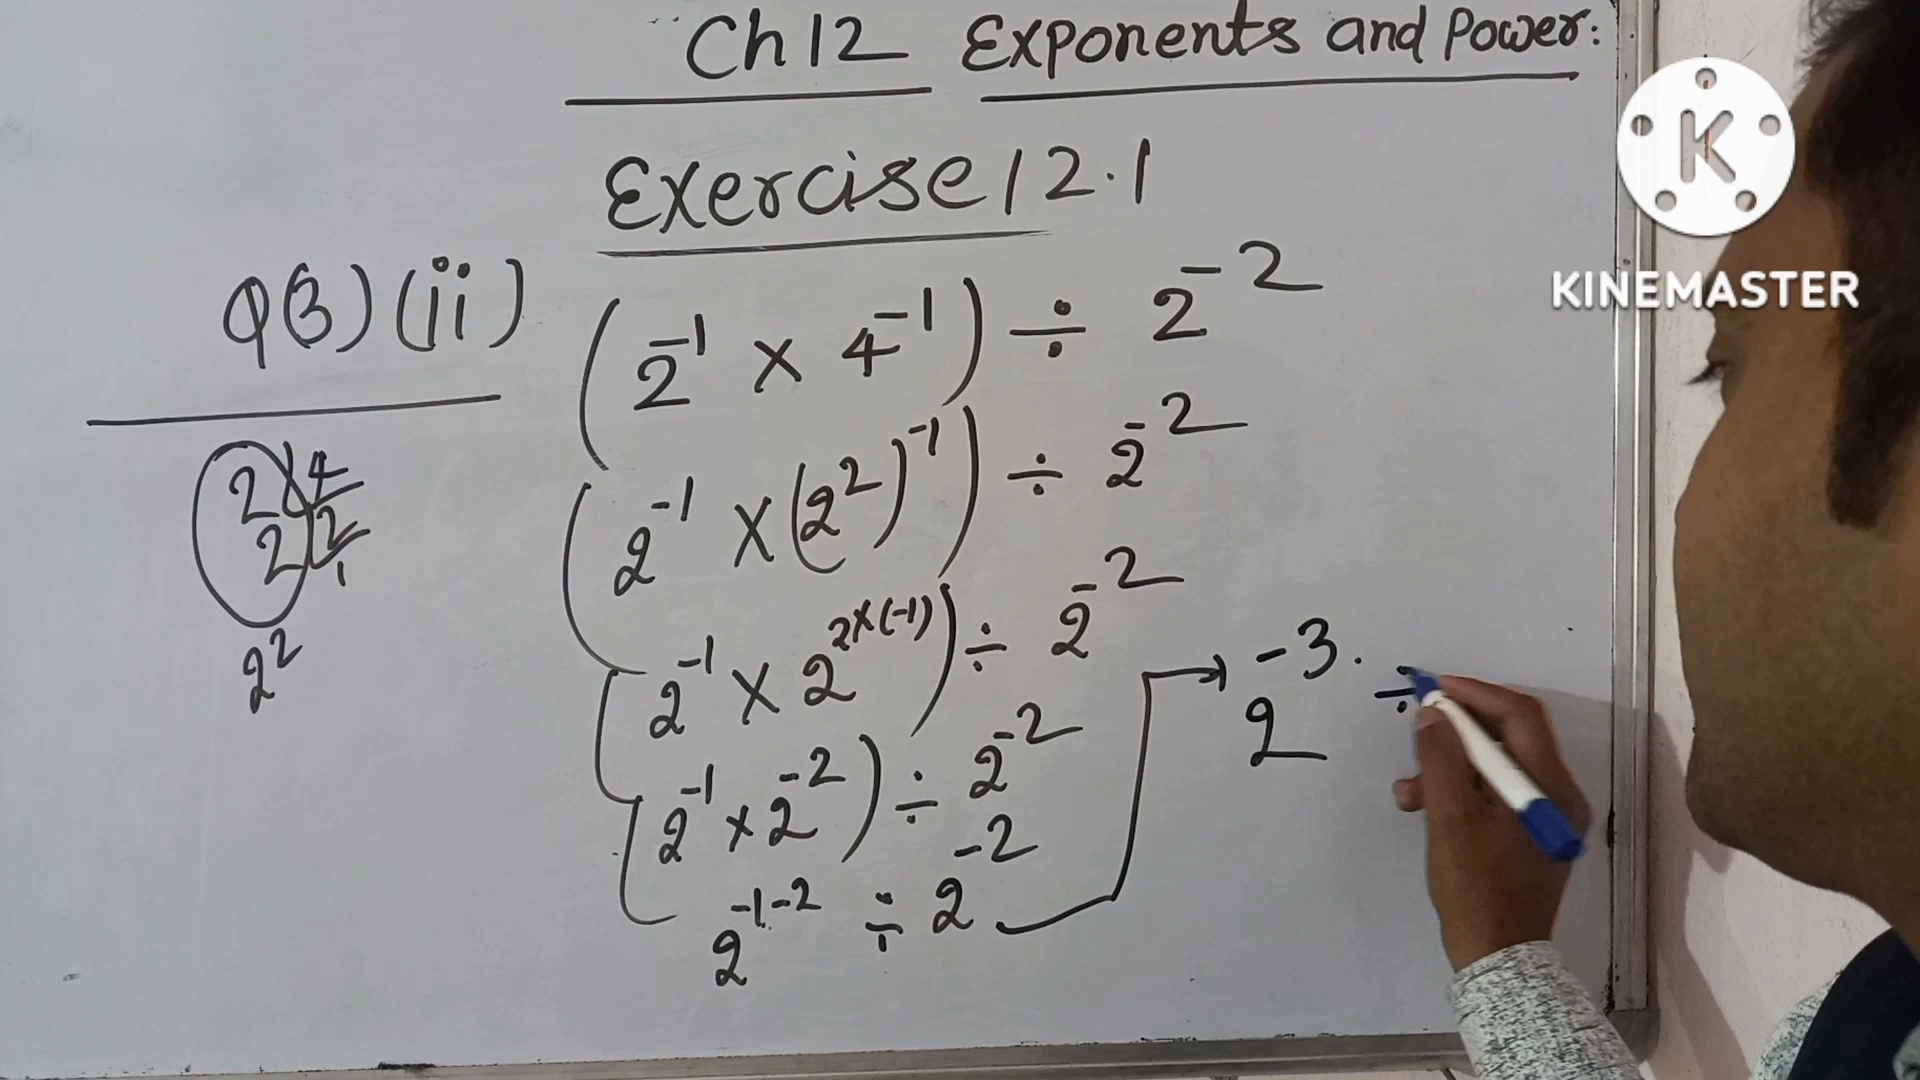 Ch 12 Exponents and Power:
Exercise 12.1
Q(3) (ii) (2⁻¹ × 4⁻¹) ÷ 2⁻²
(2⁻¹ × (2²)⁻¹) ÷ 2⁻²
(2⁻¹ × 2²ˣ⁽⁻¹⁾) ÷ 2⁻²
(2⁻¹ × 2⁻²) ÷ 2⁻²
2⁻¹⁻² ÷ 2⁻²
→ 2⁻³ ÷
2 4
2 2
1
2²
K
KINEMASTER